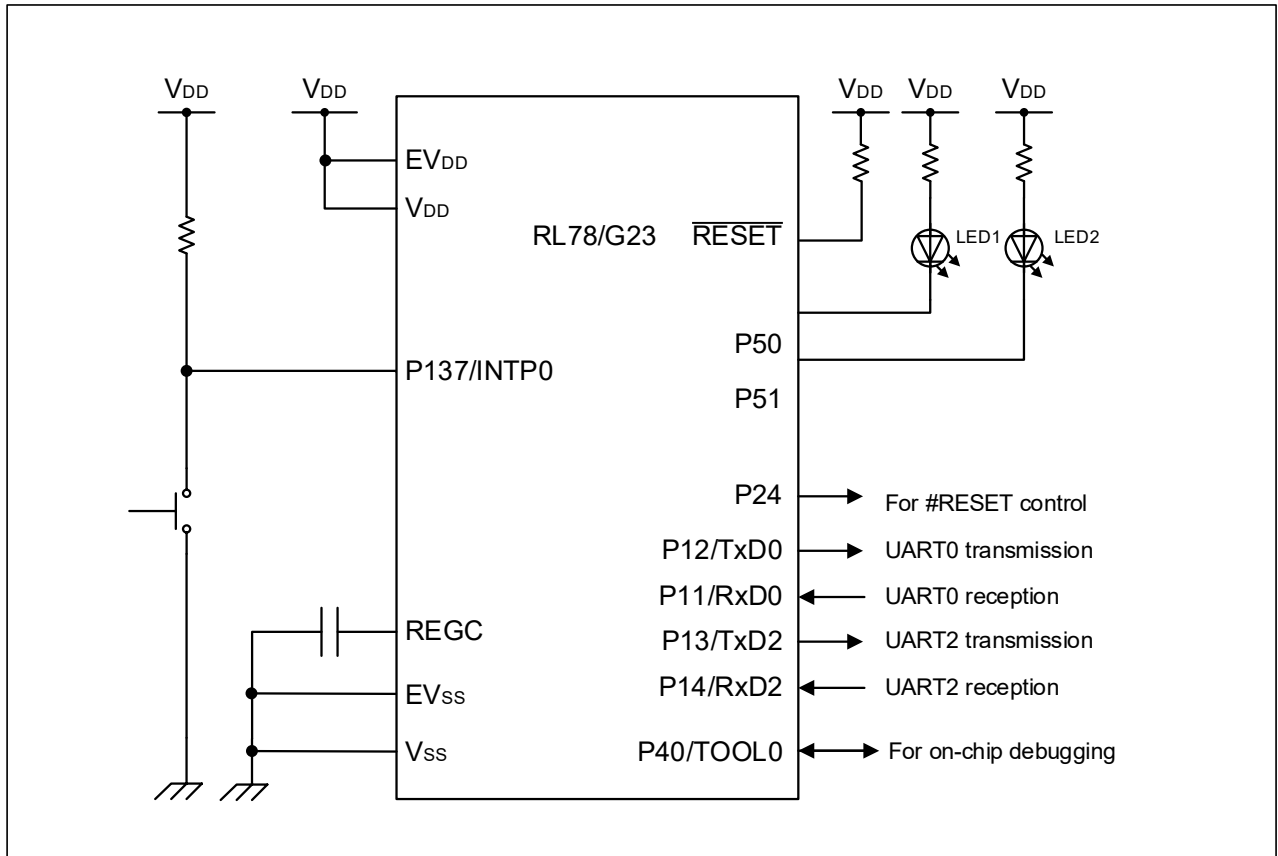 VDD
VDD
VDD
VDD
VDD
EVDD
VDD
RL78/G23
RESET
LED1
LED2
P50
P137/INTP0
P51
P24
For #RESET control
P12/TxD0
UART0 transmission
P11/RxD0
UART0 reception
REGC
P13/TxD2
UART2 transmission
P14/RxD2
UART2 reception
EVSS
VSS
P40/TOOL0
For on-chip debugging